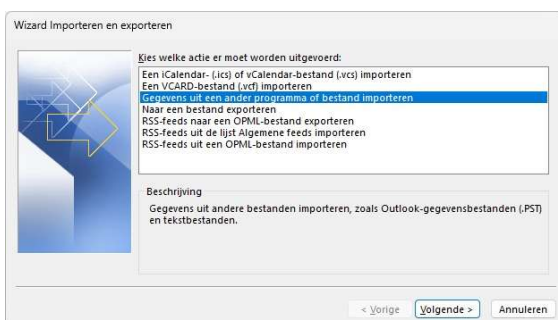 Wizard Importeren en exporteren
Kies welke actie er moet worden uitgevoerd:
Een iCalendar- (.ics) of vCalendar-bestand (.vcs) importeren
Een VCARD-bestand (.vcf) importeren
Gegevens uit een ander programma of bestand importeren
Naar een bestand exporteren
RSS-feeds naar een OPML-bestand exporteren
RSS-feeds uit de lijst Algemene feeds importeren
RSS-feeds uit een OPML-bestand importeren
Beschrijving
Gegevens uit andere bestanden importeren, zoals Outlook-gegevensbestanden (.PST)
en tekstbestanden.
< Vorige Volgende > Annuleren